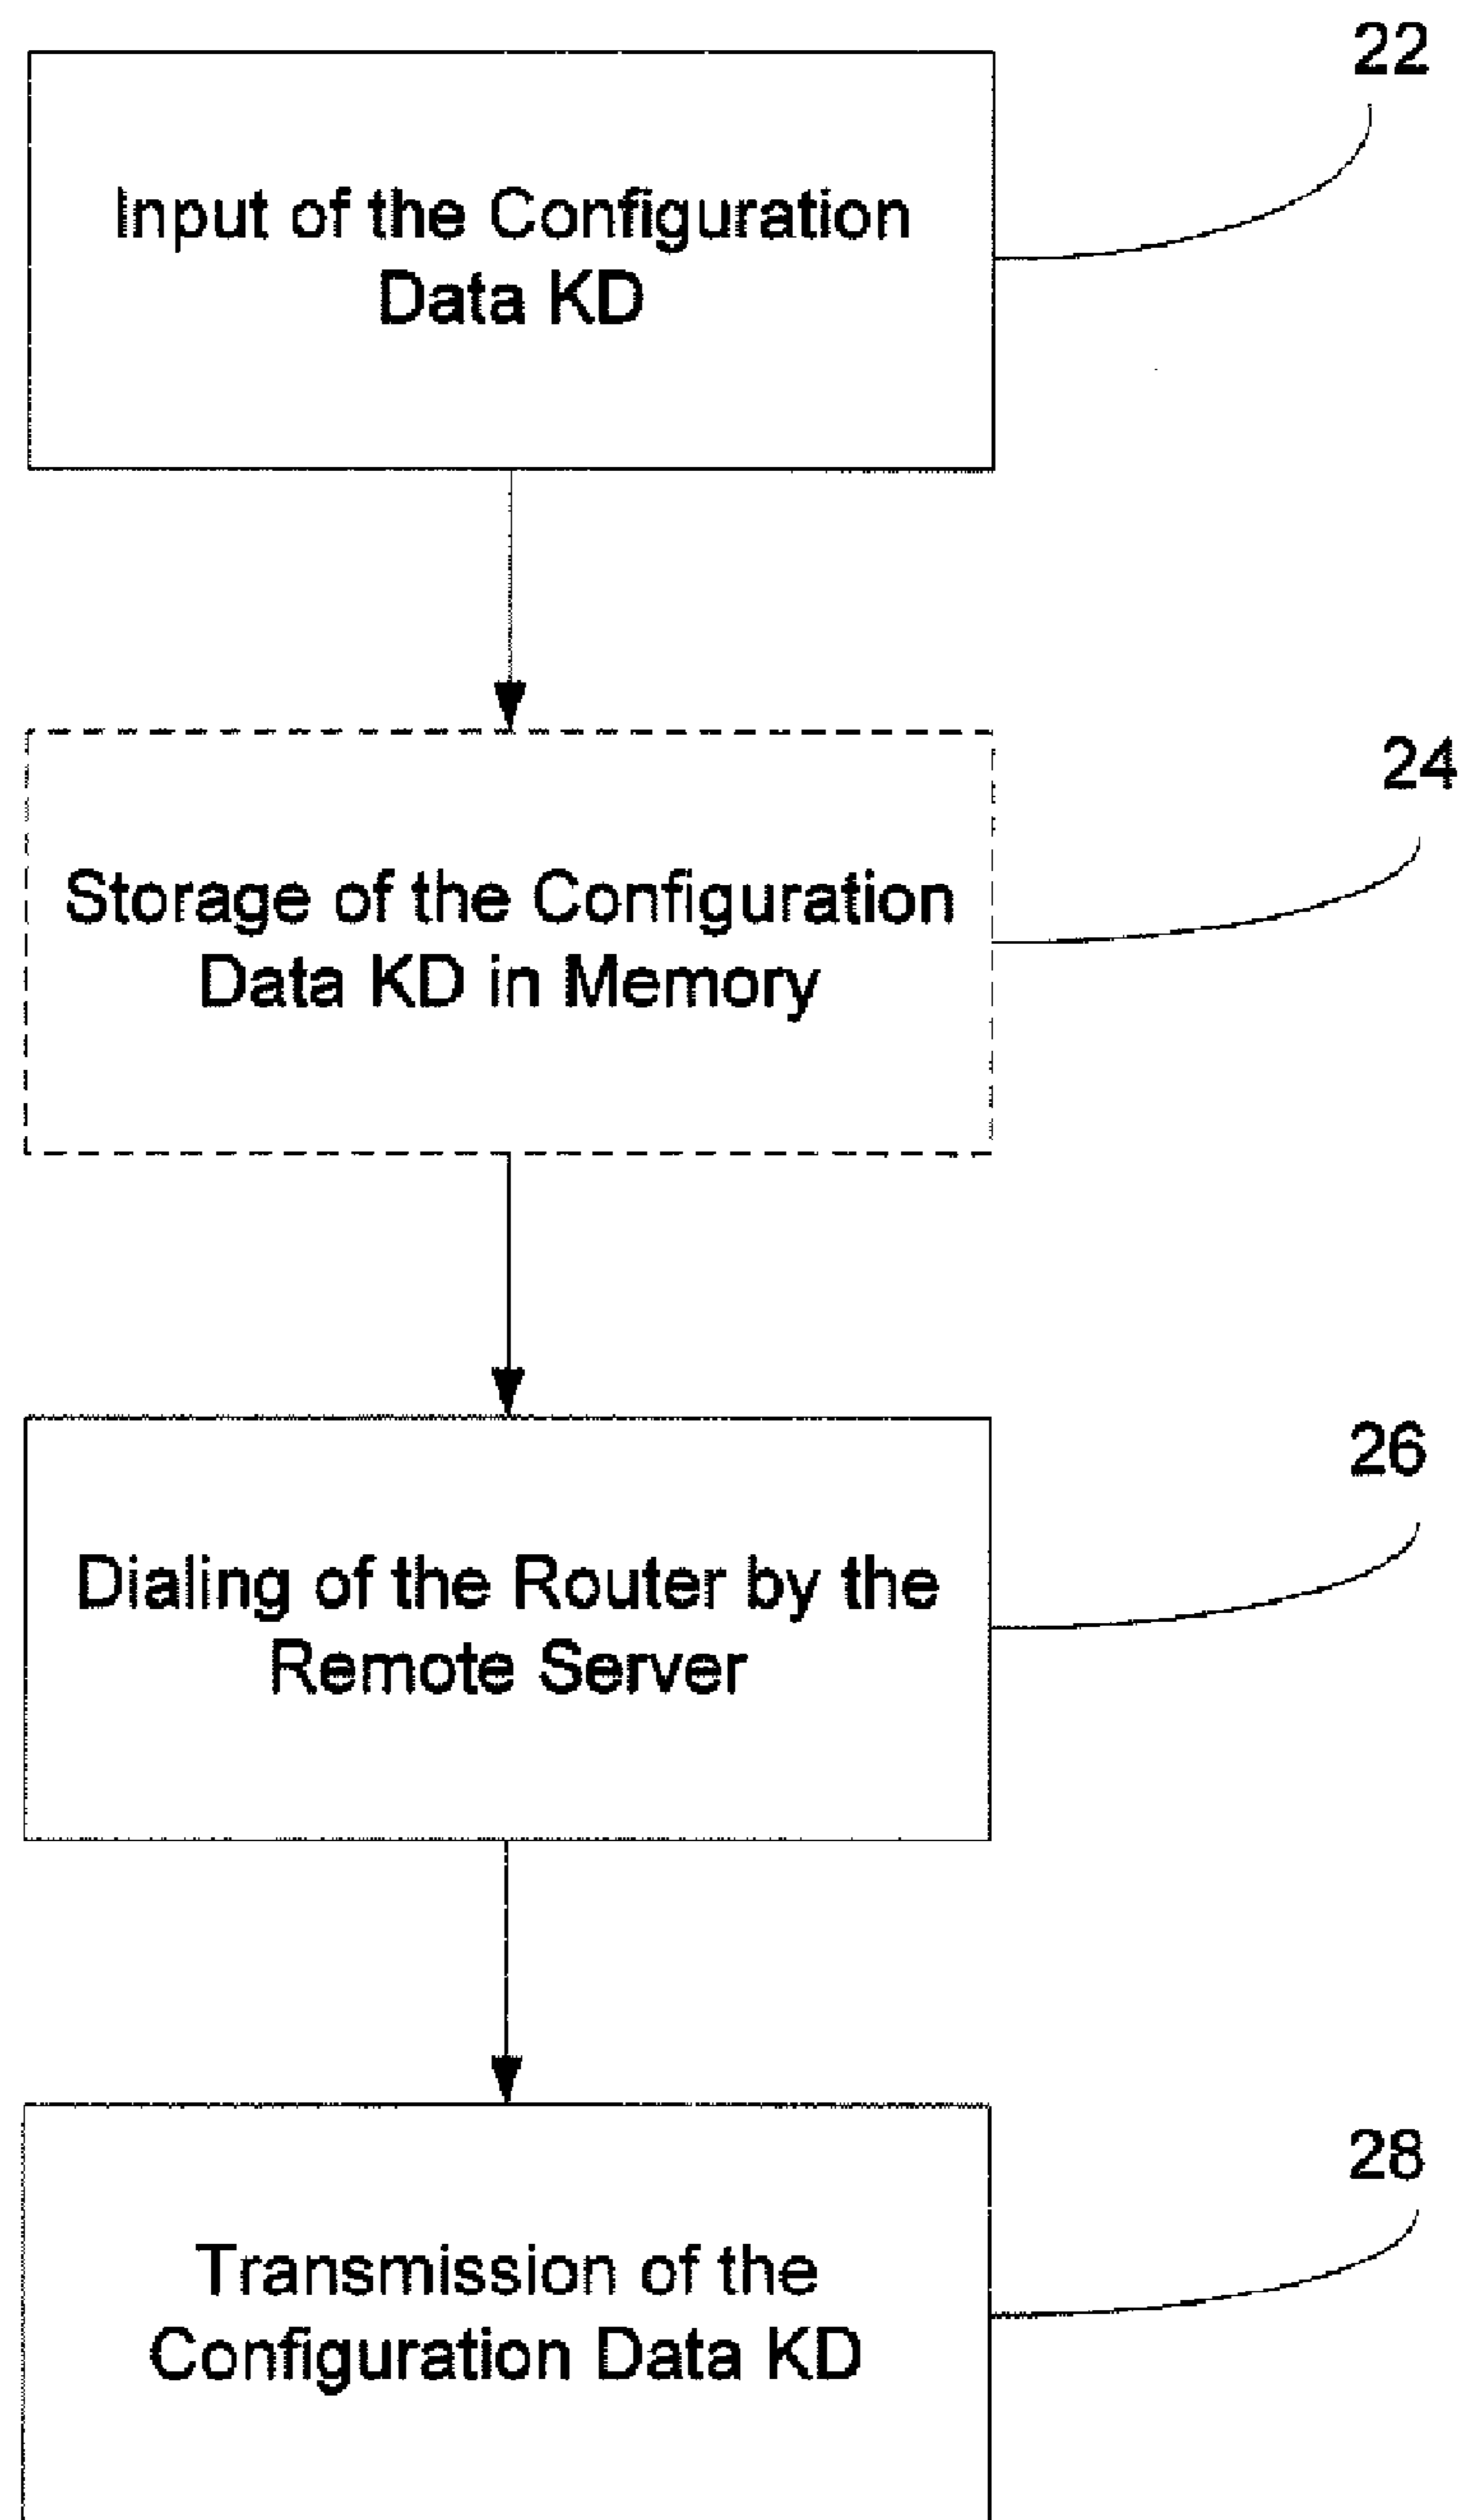 22
Input of the Configuration
Data KD
24
Storage of the Configuration
Data KD in Memory
26
Dialing of the Router by the
Remote Server
28
Transmission of the
Configuration Data KD